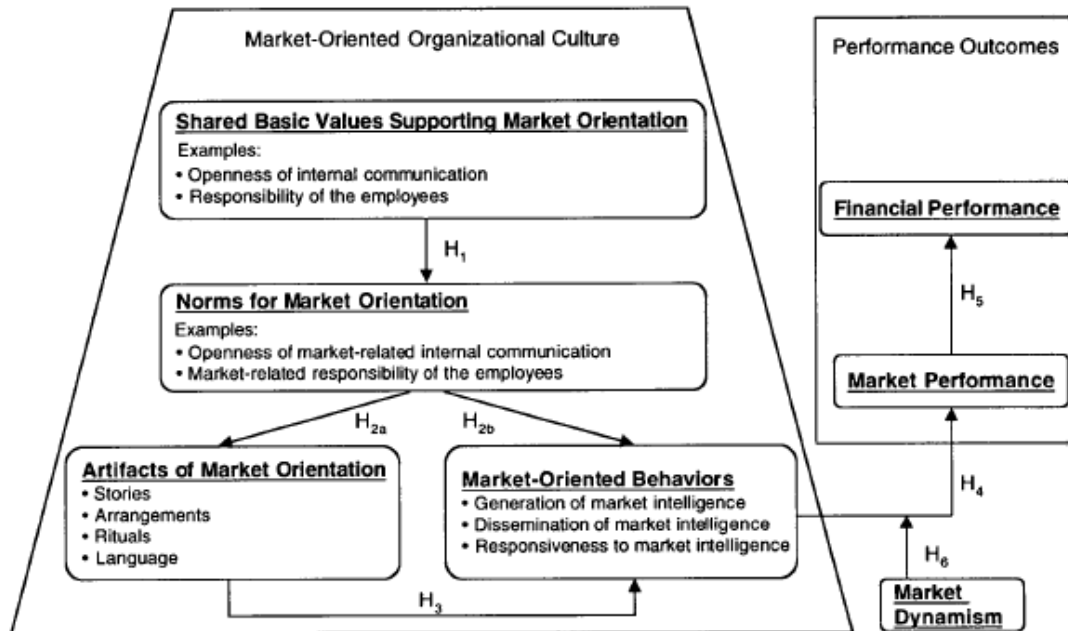 Market-Oriented Organizational Culture
Shared Basic Values Supporting Market Orientation
Examples:
• Openness of internal communication
• Responsibility of the employees
H1
Norms for Market Orientation
Examples:
• Openness of market-related internal communication
• Market-related responsibility of the employees
H2a
H2b
Artifacts of Market Orientation
• Stories
• Arrangements
• Rituals
• Language
Market-Oriented Behaviors
• Generation of market intelligence
• Dissemination of market intelligence
• Responsiveness to market intelligence
H3
Performance Outcomes
Financial Performance
H5
Market Performance
H4
H6
Market
Dynamism